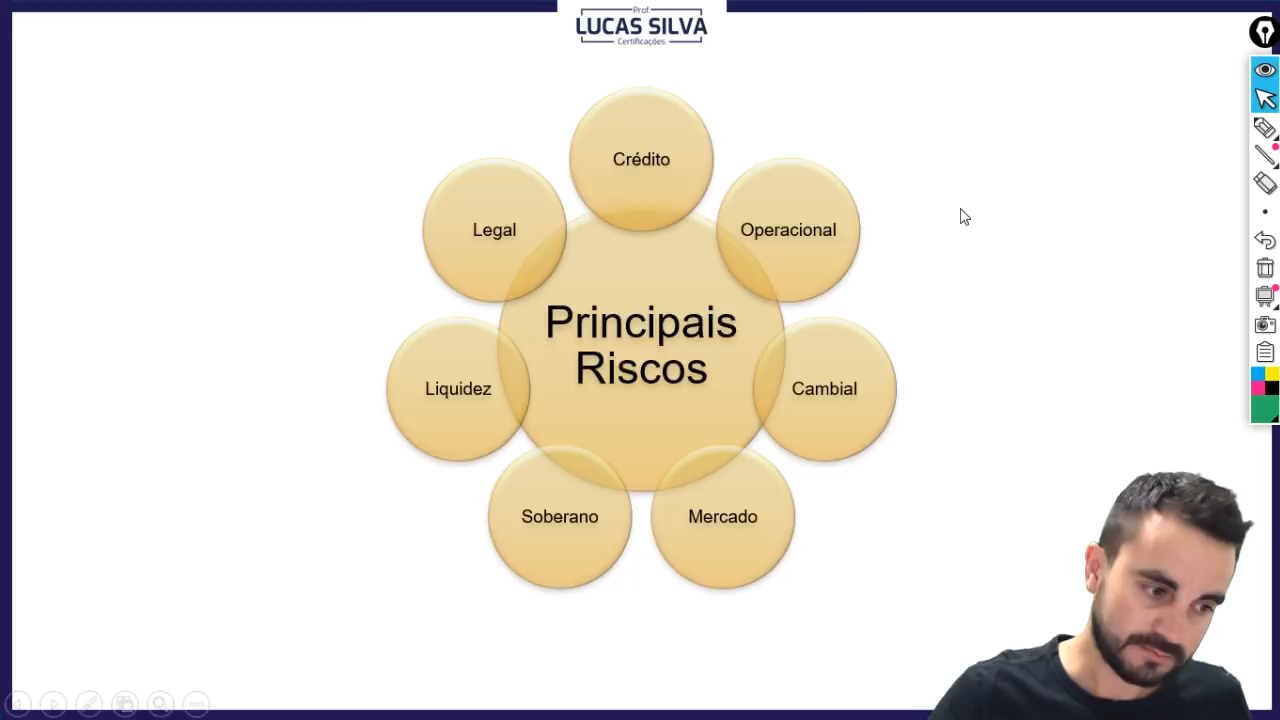 Prof.
LUCAS SILVA
Certificações
Crédito
Legal
Operacional
Principais
Riscos
Liquidez
Cambial
Soberano
Mercado